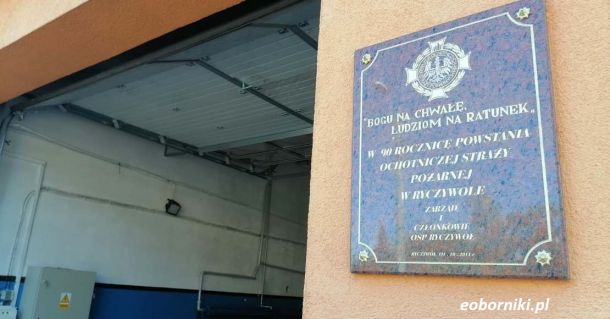 "BOGU NA CHWAŁĘ,
LUDZIOM NA RATUNEK„
W 90 ROCZNICĘ POWSTANIA
OCHOTNICZEJ STRAŻY
POŻARNEJ
W RYCZYWOLE
ZARZĄD
I
CZŁONKOWIE
OSP RYCZYWÓŁ
eoborniki.pl